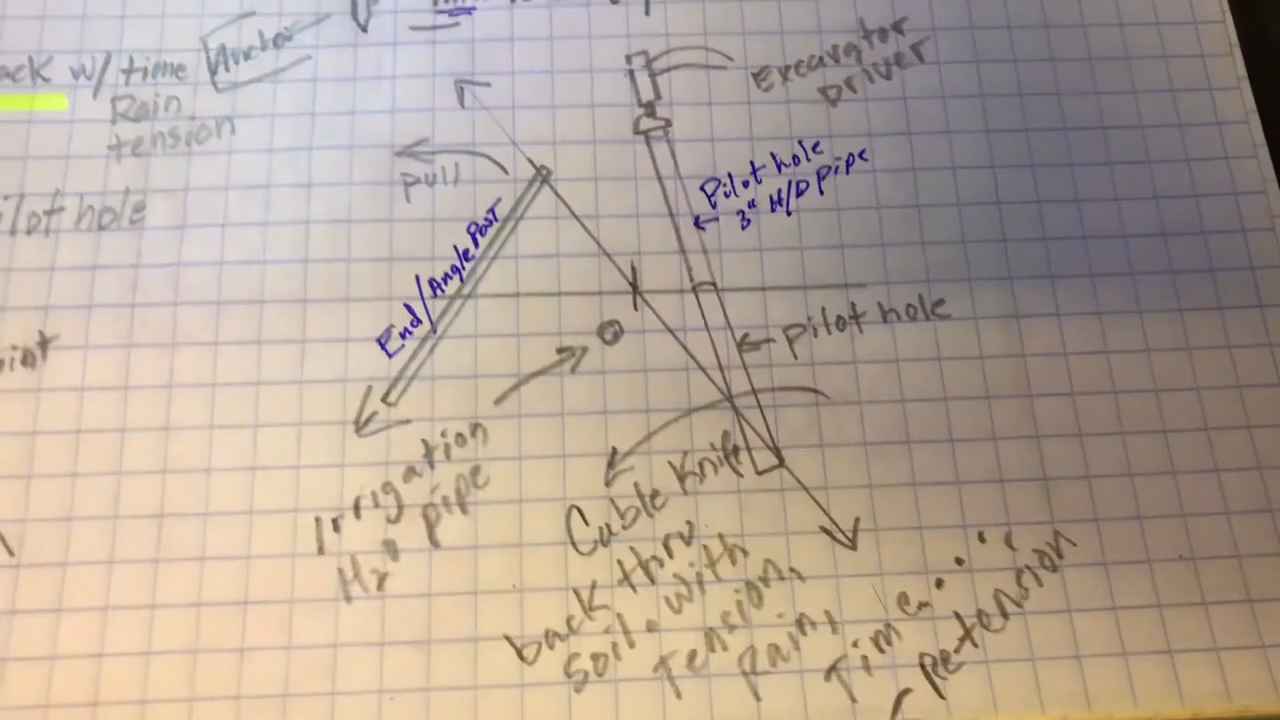 ack w/ time Anchor
Rain
tension
ilot hole
oint
Excavator
DRIVER
Pull
Pilot hole
3" H/D pipe
End/Angle Post
pilot hole
Irrigation
H2O pipe
Cable Knife
back thru
soil. with
Tension,
Rain,
Time.....
Retension